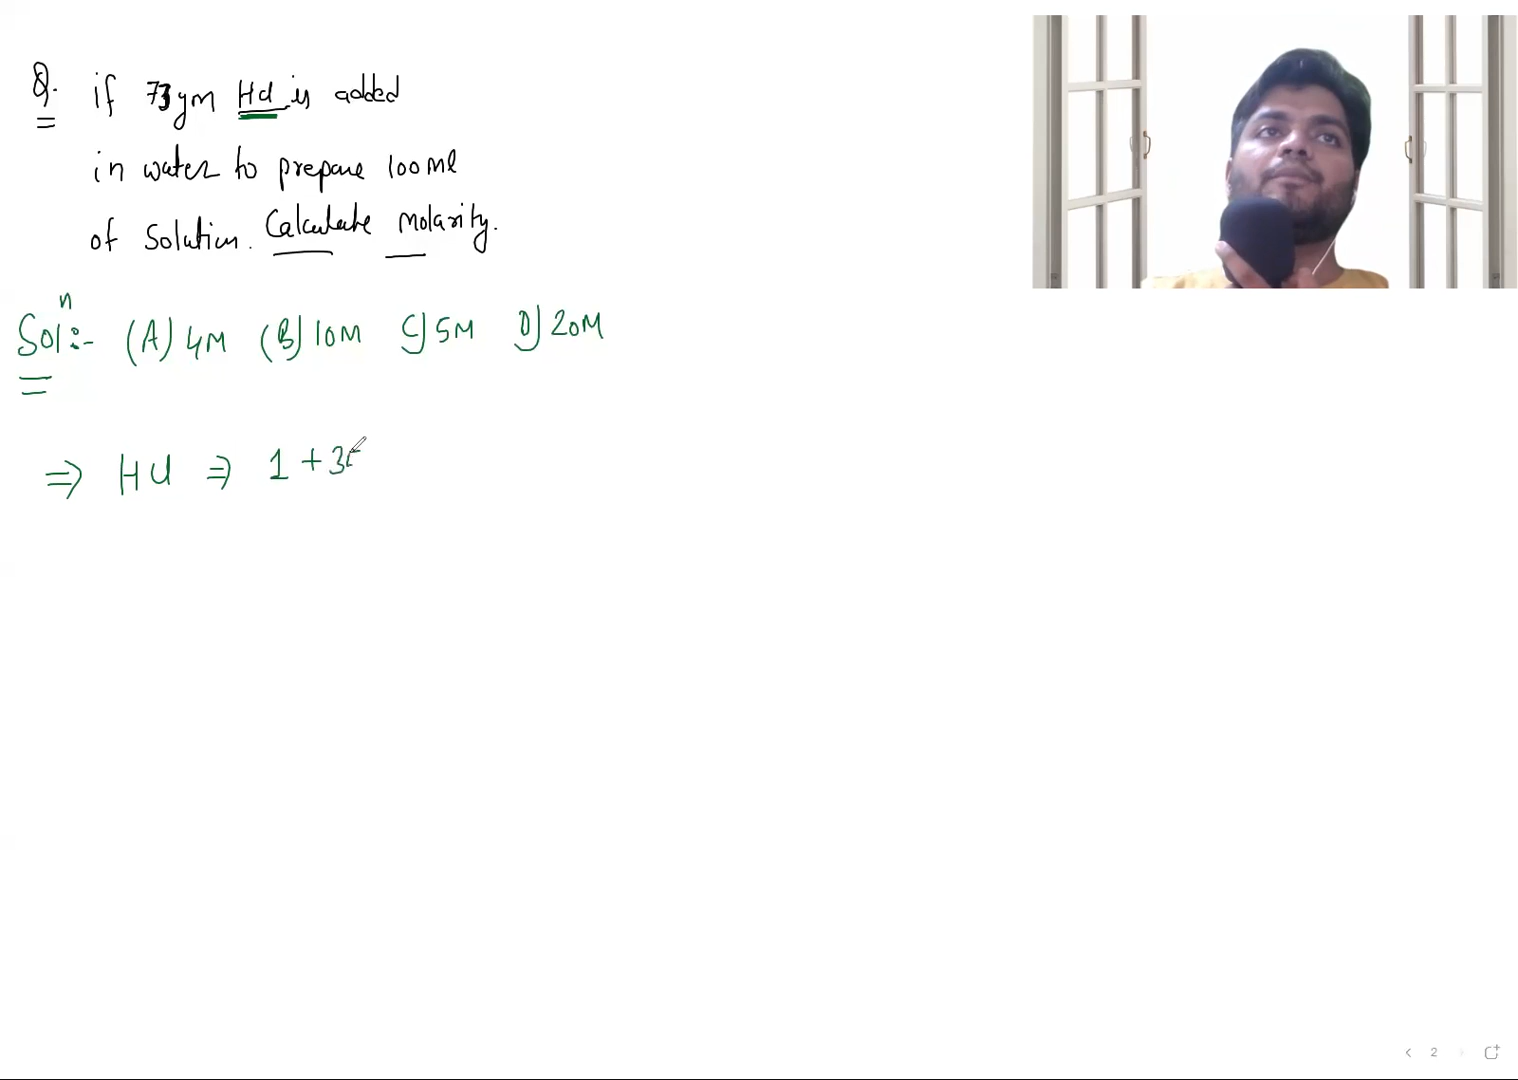 Q. if 73gm HCl is added
in water to prepare 100ml
of solution. Calculate molarity.
Soln:- (A) 4M (B) 10M C) 5M D) 20M
⇒ HCl ⇒ 1 + 3
2